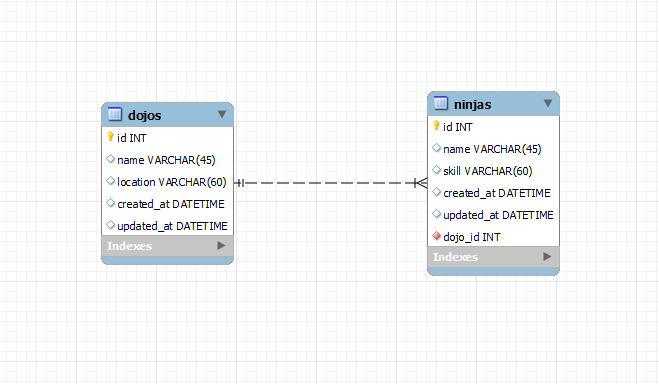 dojos
id INT
name VARCHAR(45)
location VARCHAR(60)
created_at DATETIME
updated_at DATETIME
Indexes
ninjas
id INT
name VARCHAR(45)
skill VARCHAR(60)
created_at DATETIME
updated_at DATETIME
dojo_id INT
Indexes